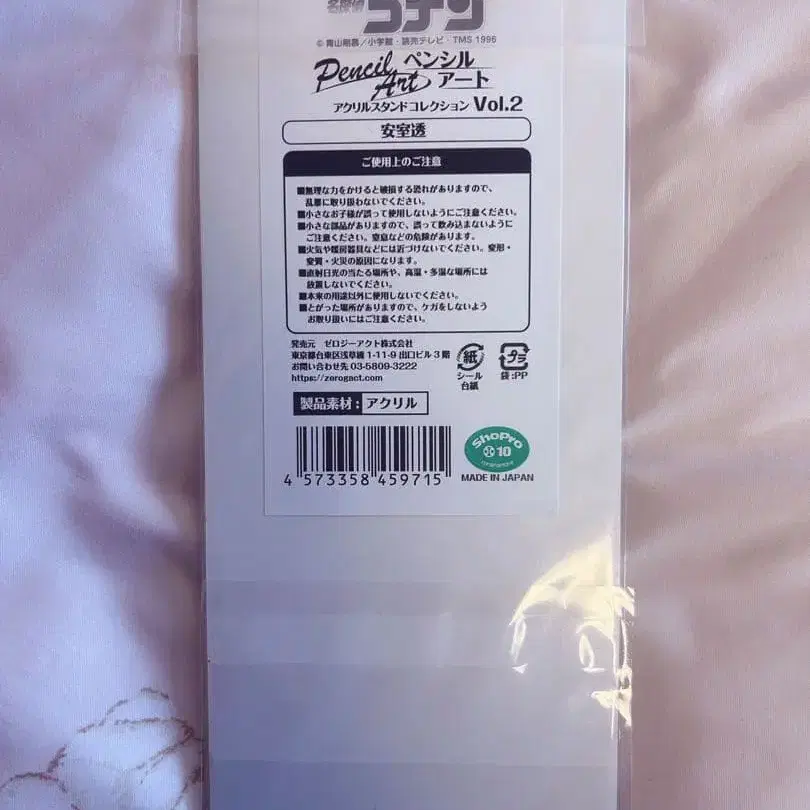 名探偵
コナン
© 青山剛昌／小学館・読売テレビ・TMS 1996
Pencil Art ペンシルアート
アクリルスタンドコレクション Vol.2
安室透
ご使用上のご注意
■無理な力をかけると破損する恐れがありますので、
乱暴に取り扱わないでください。
■小さなお子様が誤って使用しないようにご注意ください。
■小さな部品がありますので、誤って飲み込まないように
ご注意ください。窒息などの危険があります。
■火気や暖房器具などには近づけないでください。変形・
変質・火災の原因になります。
■直射日光の当たる場所や、高温・多湿な場所には
放置しないでください。
■本来の用途以外に使用しないでください。
■とがった場所がありますので、ケガをしないよう
お取り扱いにはご注意ください。
発売元 ゼロジーアクト株式会社
東京都台東区浅草橋 1-11-9 出口ビル 3 階
お問い合わせ先 03-5809-3222
https://zerogact.com
紙
シール
台紙
プラ
袋:PP
製品素材：アクリル
4 573358 459715
ShoPro
10
MADE IN JAPAN